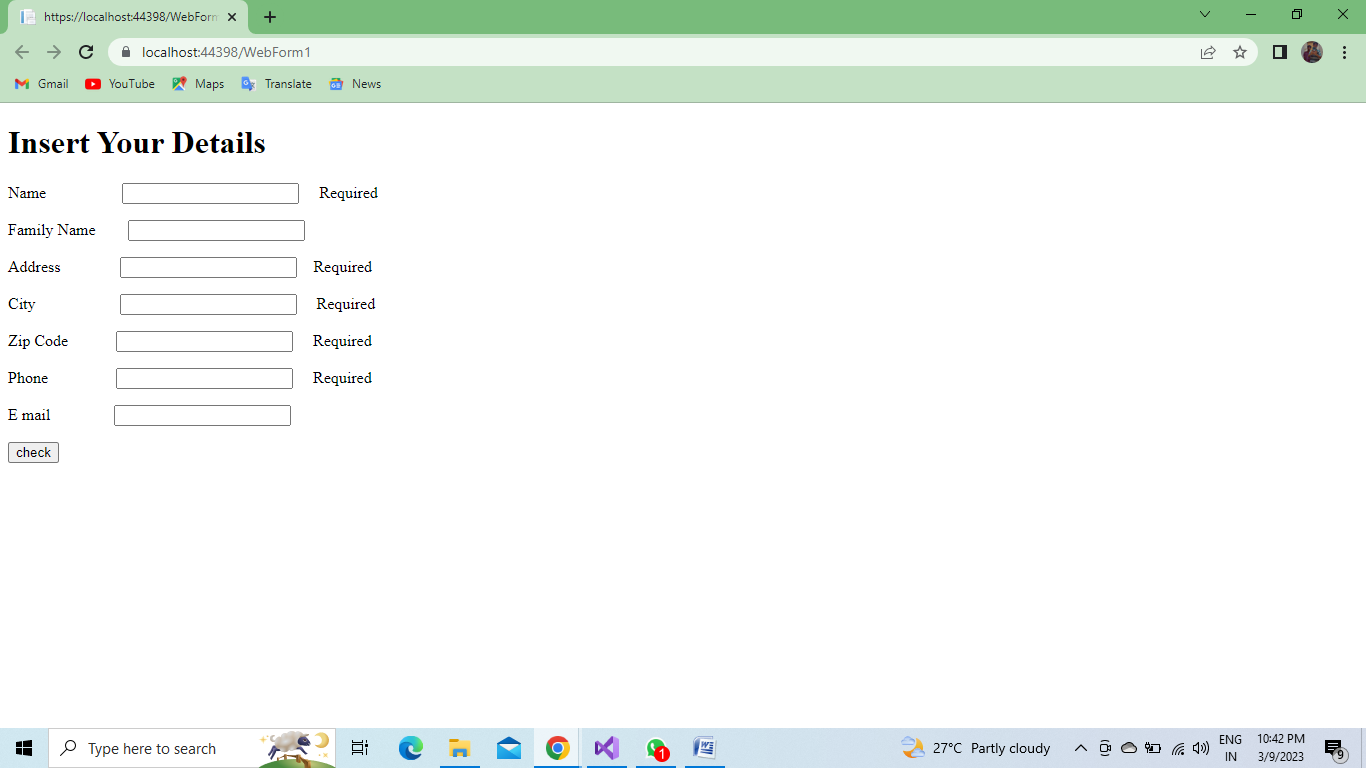 https://localhost:44398/WebForm
localhost:44398/WebForm1
Gmail YouTube Maps Translate News
Insert Your Details
Name Required
Family Name
Address Required
City Required
Zip Code Required
Phone Required
E mail
check
Type here to search 1 27°C Partly cloudy ENG IN 10:42 PM 3/9/2023 9